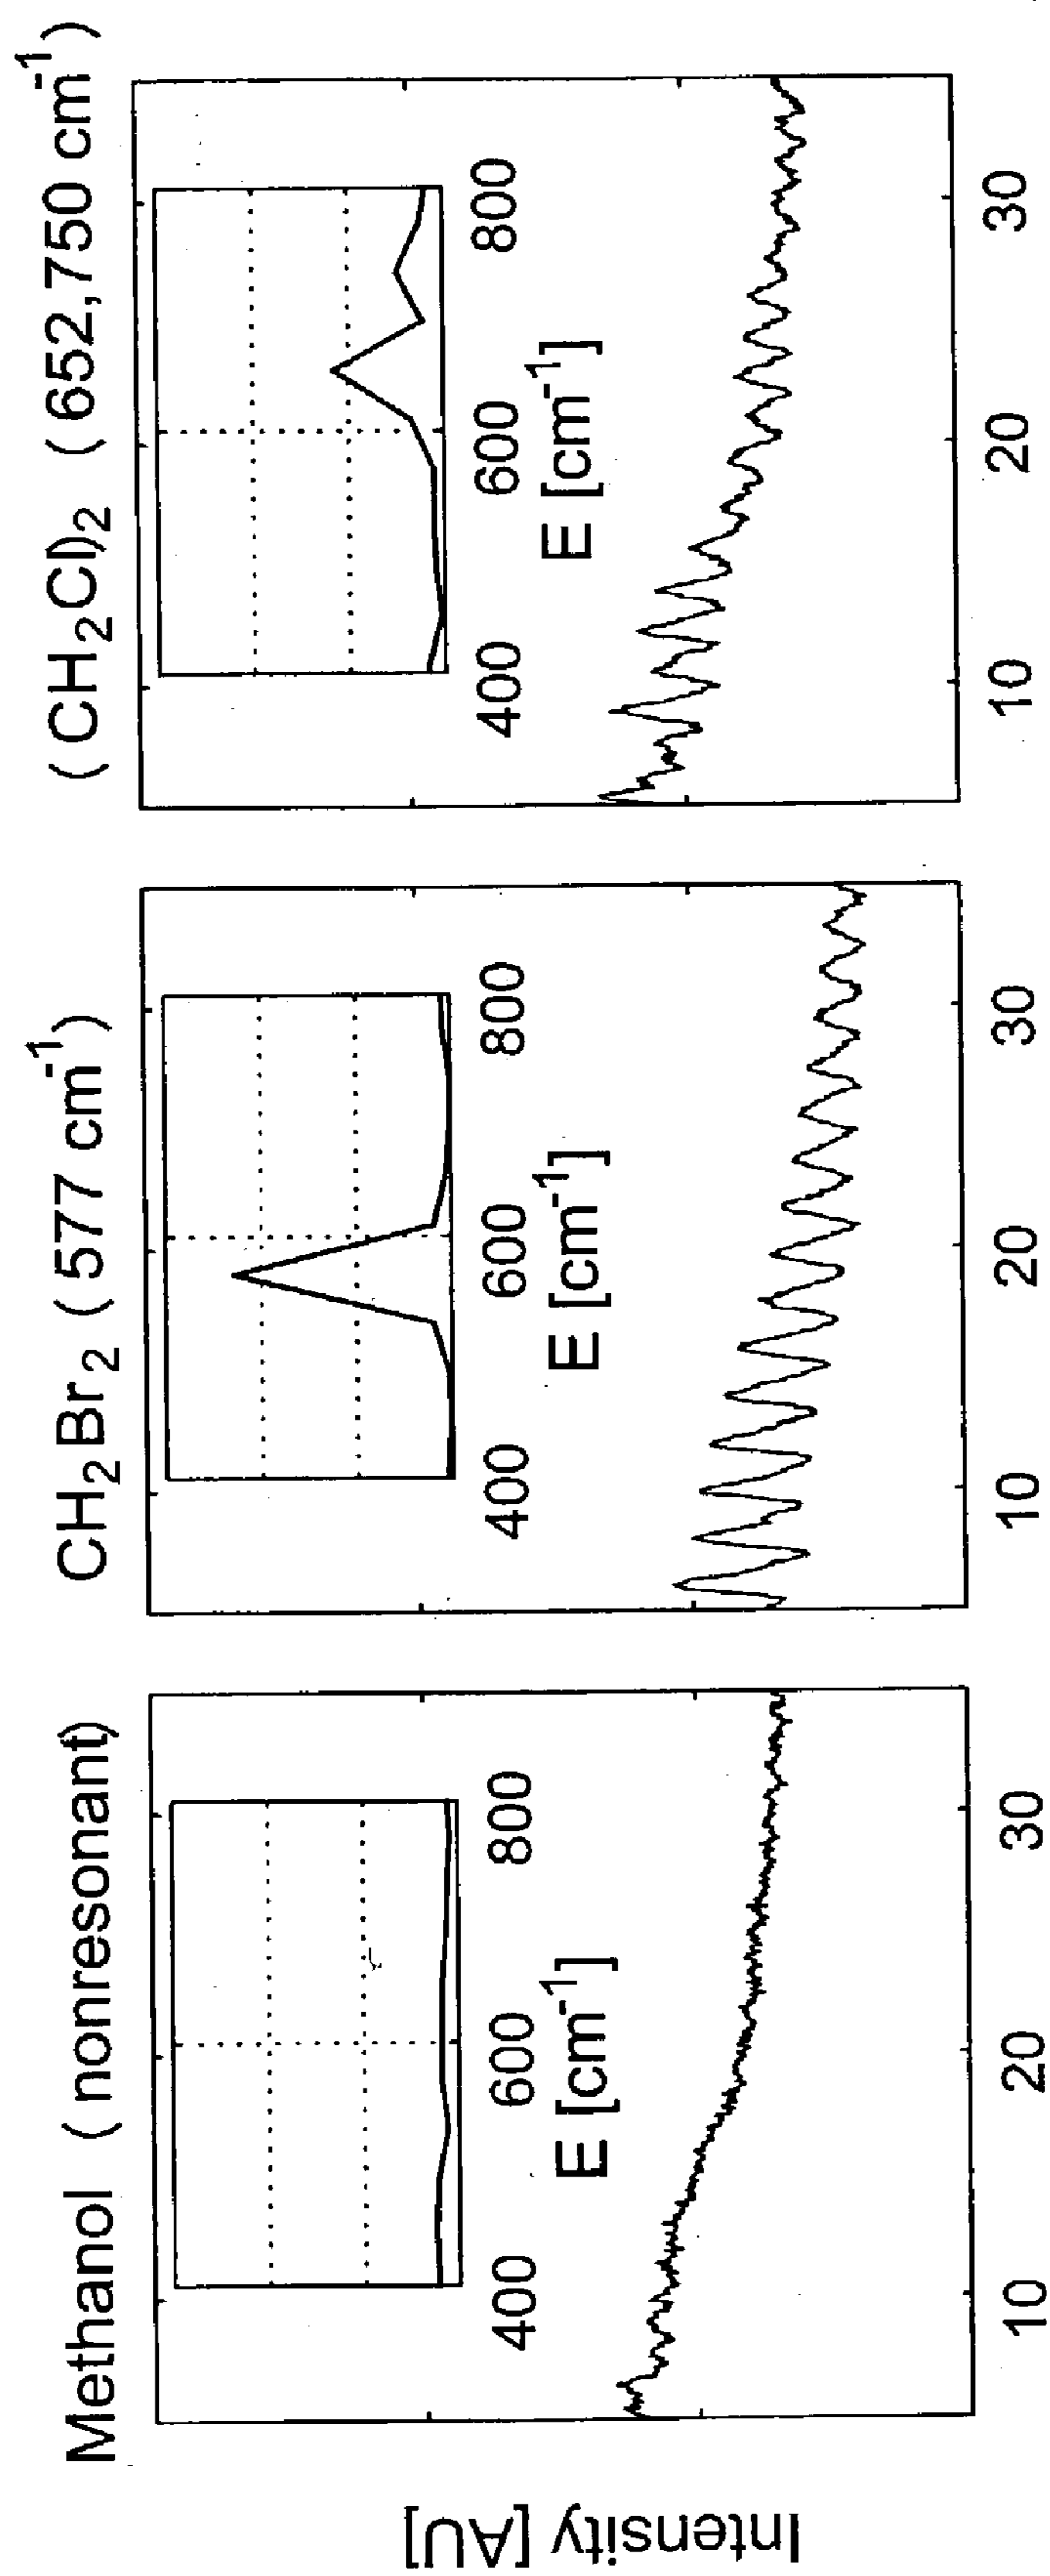 Methanol ( nonresonant)
CH2Br2 ( 577 cm-1)
( CH2Cl)2 ( 652,750 cm-1)
Intensity [AU]
400 600 800
E [cm-1]
10 20 30
400 600 800
E [cm-1]
10 20 30
400 600 800
E [cm-1]
10 20 30